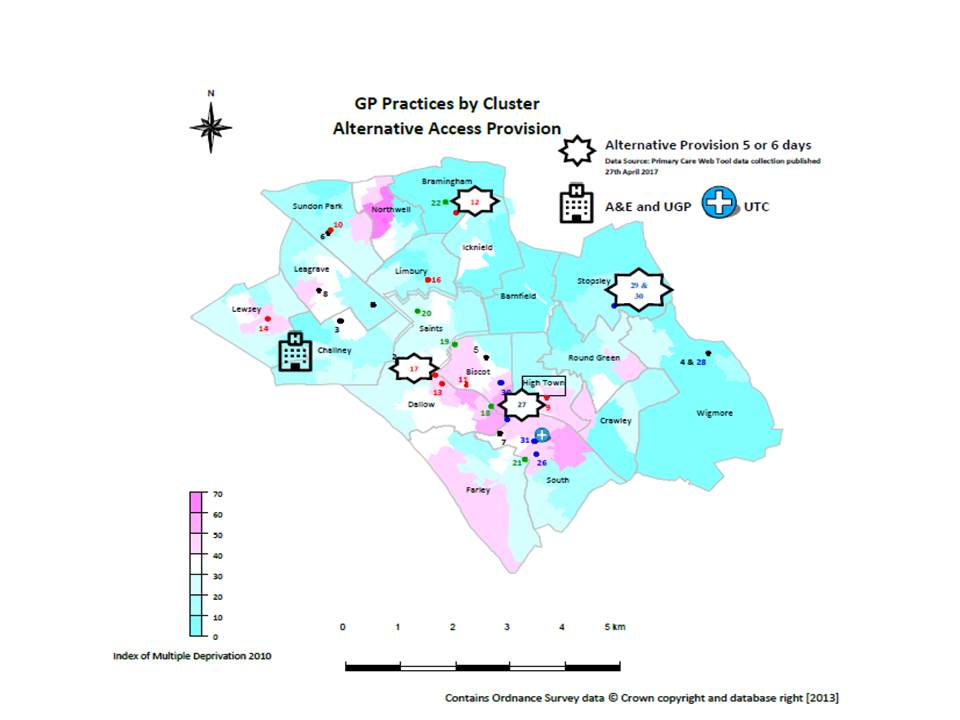 N
GP Practices by Cluster
Alternative Access Provision
Alternative Provision 5 or 6 days
Data Source: Primary Care Web Tool data collection published
27th April 2017
H
A&E and UGP
UTC
Bramingham
22
12
Sundon Park
Northwell
10
6
Icknield
Leagrave
Limbury
16
Stopsley
29 &
30
8
Barnfield
Lewsey
14
20
Saints
3
H
Challney
19
5
Round Green
4 & 28
2
17
Biscot
11
13
High Town
Dallow
18
27
9
Wigmore
Crawley
7
31
21
26
South
Farley
70
60
50
40
30
20
10
0
0 1 2 3 4 5 km
Index of Multiple Deprivation 2010
Contains Ordnance Survey data © Crown copyright and database right [2013]